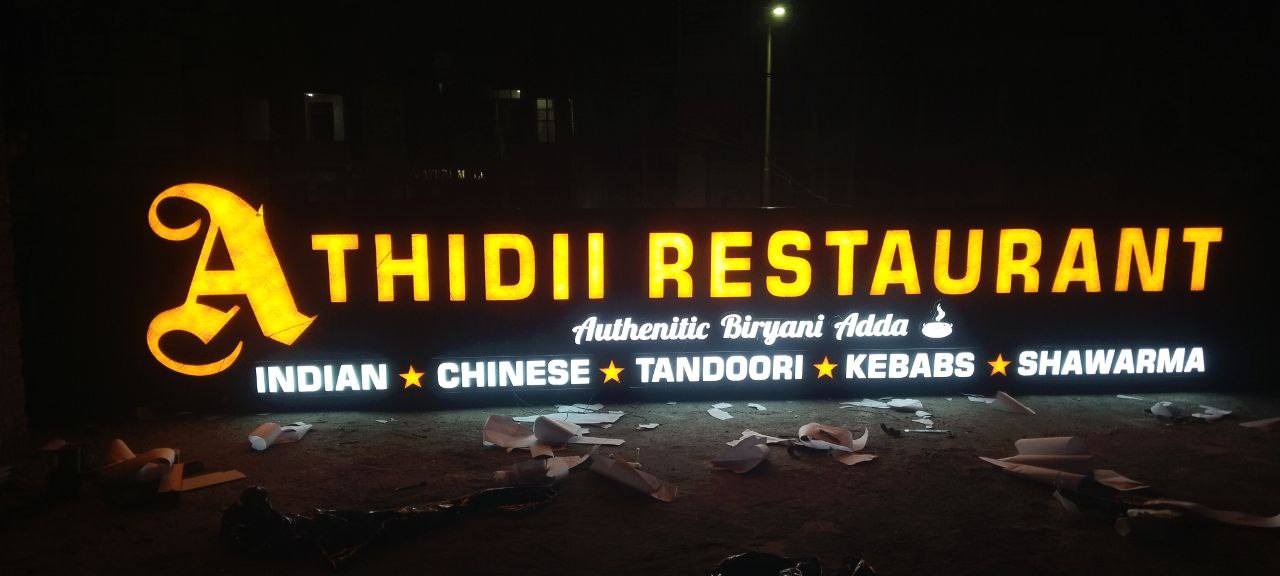 ATHIDII RESTAURANT
Authenitic Biryani Adda
INDIAN ★ CHINESE ★ TANDOORI ★ KEBABS ★ SHAWARMA